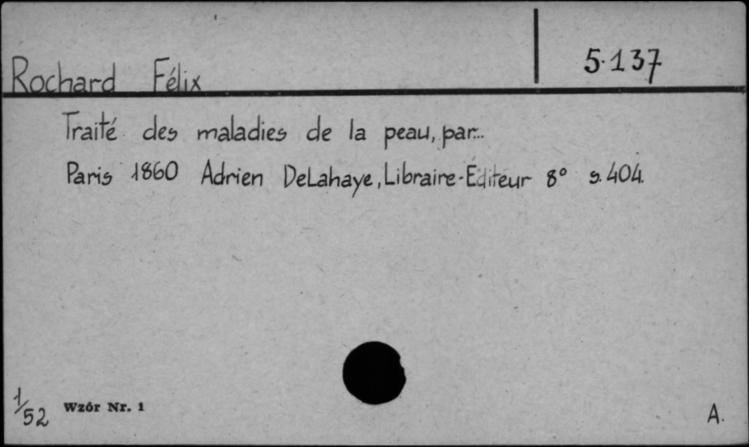 Rochard Félix
5.137
Traité des maladies de la peau, par...
Paris 1860 Adrien DeLahaye, Libraire-Éditeur 8° s. 404.
1/52
Wzór Nr. 1
A.